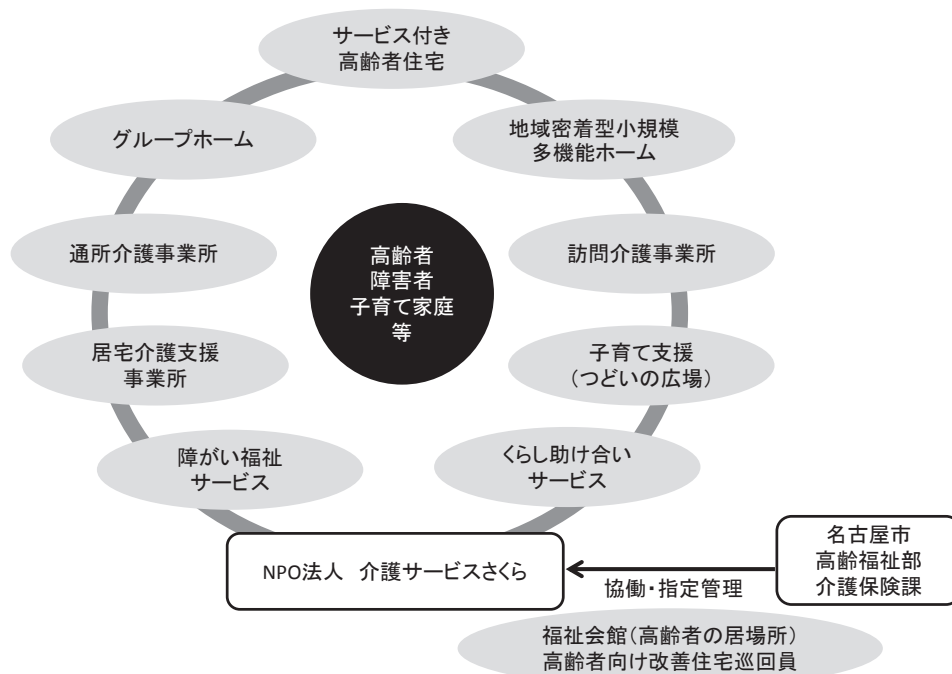 サービス付き
高齢者住宅
グループホーム
地域密着型小規模
多機能ホーム
通所介護事業所
高齢者
障害者
子育て家庭
等
訪問介護事業所
居宅介護支援
事業所
子育て支援
(つどいの広場)
障がい福祉
サービス
くらし助け合い
サービス
NPO法人　介護サービスさくら
協働・指定管理
名古屋市
高齢福祉部
介護保険課
福祉会館(高齢者の居場所)
高齢者向け改善住宅巡回員